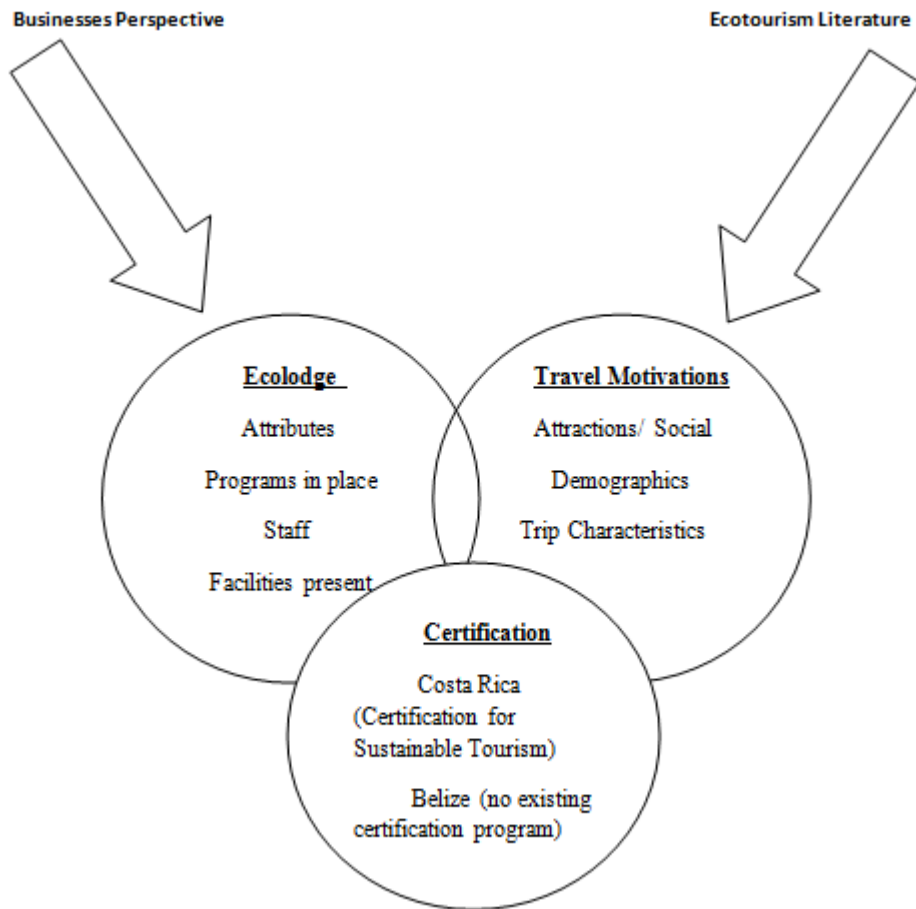 Businesses Perspective
Ecotourism Literature
Ecolodge
Attributes
Programs in place
Staff
Facilities present
Travel Motivations
Attractions/ Social
Demographics
Trip Characteristics
Certification
Costa Rica
(Certification for
Sustainable Tourism)
Belize (no existing
certification program)